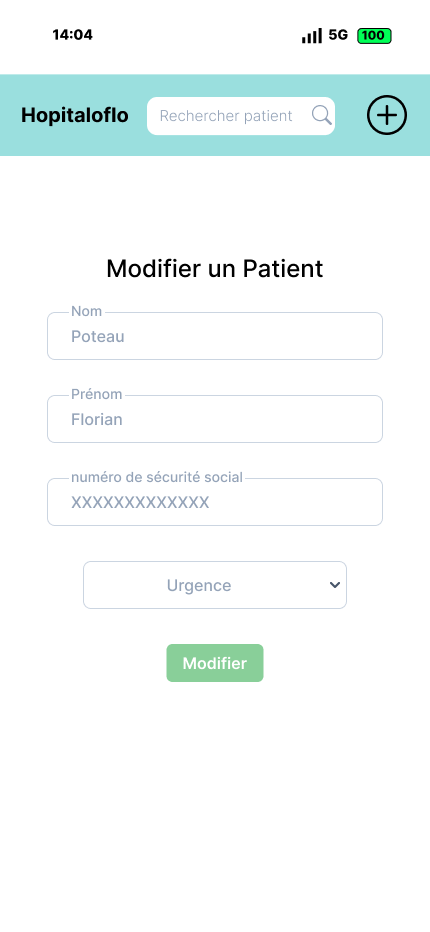 14:04
5G 100
Hopitaloflo
Rechercher patient
Modifier un Patient
Nom
Poteau
Prénom
Florian
numéro de sécurité social
XXXXXXXXXXXXX
Urgence
Modifier